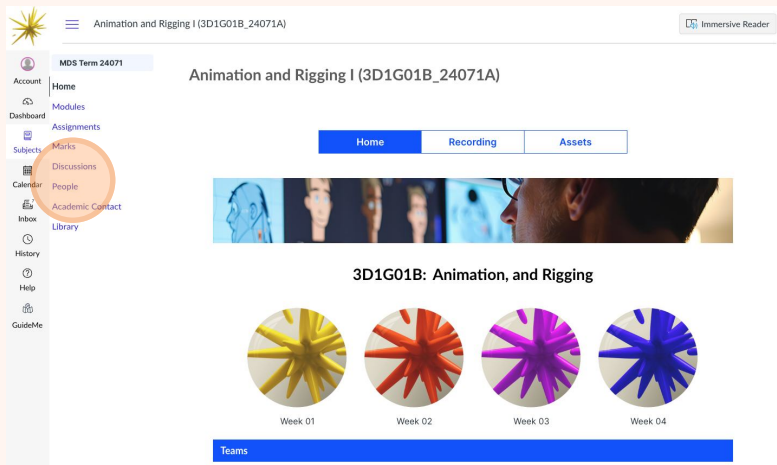 Animation and Rigging I (3D1G01B_24071A)
Immersive Reader
Account
Dashboard
Subjects
Calendar
Inbox
History
Help
GuideMe
MDS Term 24071
Home
Modules
Assignments
Marks
Discussions
People
Academic Contact
Library
Animation and Rigging I (3D1G01B_24071A)
Home Recording Assets
3D1G01B: Animation, and Rigging
Week 01 Week 02 Week 03 Week 04
Teams